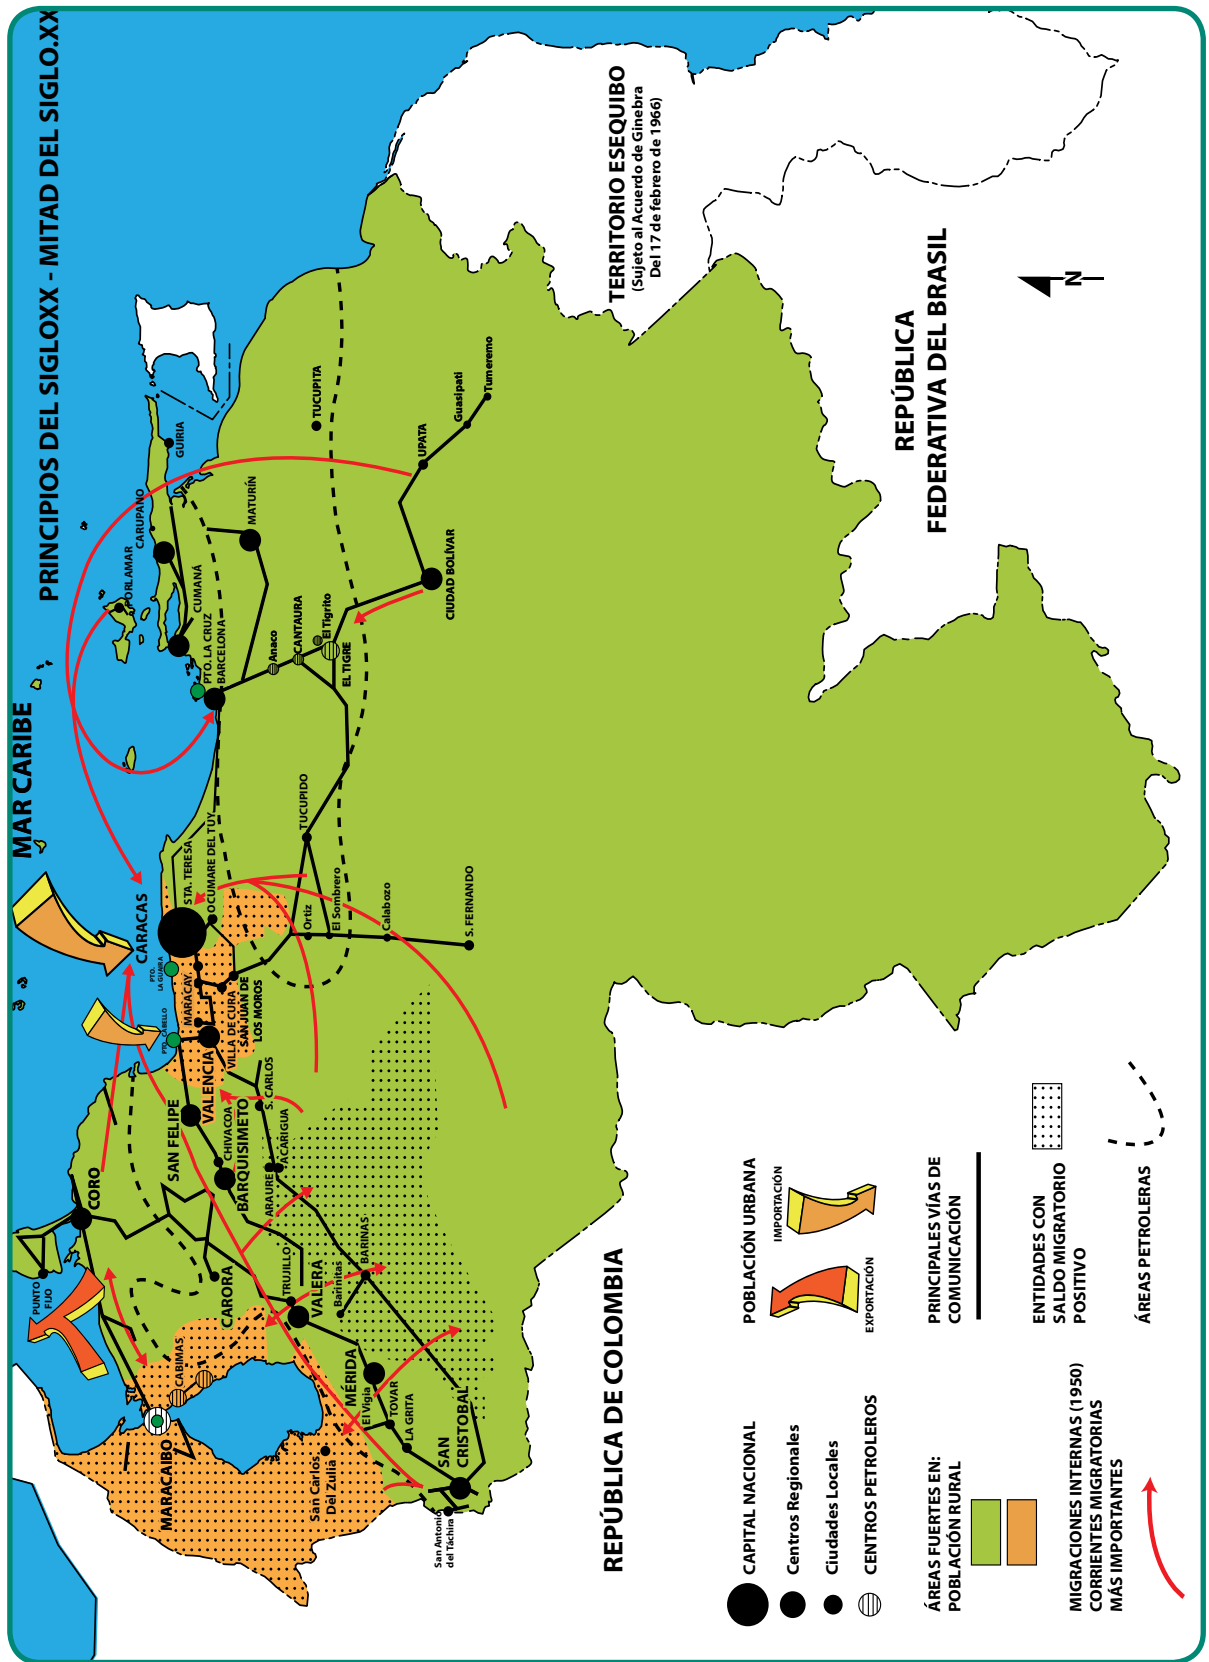 PRINCIPIOS DEL SIGLOXX - MITAD DEL SIGLO.XX
MAR CARIBE
PUNTO
FIJO
CORO
CABIMAS
MARACAIBO
San Carlos
Del Zulia
CARORA
SAN FELIPE
CHIVACOA
BARQUISIMETO
ARAURE
ACARIGUA
S. CARLOS
TRUJILLO
VALERA
Barinitas
BARINAS
MÉRIDA
El Vigia
TOVAR
LA GRITA
SAN
CRISTOBAL
San Antonio
del Táchira
PTO. CABELLO
VALENCIA
MARACAY
VILLA DE CURA
SAN JUAN DE
LOS MOROS
PTO.
LA GUAIRA
CARACAS
STA. TERESA
OCUMARE DEL TUY
Ortiz
El Sombrero
Calabozo
S. FERNANDO
TUCUPIDO
PTO. LA CRUZ
BARCELONA
CUMANÁ
PORLAMAR
CARUPANO
GUIRIA
MATURÍN
Anaco
CANTAURA
El Tigrito
EL TIGRE
TUCUPITA
CIUDAD BOLÍVAR
UPATA
Guasipati
Tumeremo
TERRITORIO ESEQUIBO
(Sujeto al Acuerdo de Ginebra
Del 17 de febrero de 1966)
REPÚBLICA
FEDERATIVA DEL BRASIL
N
REPÚBLICA DE COLOMBIA
CAPITAL NACIONAL
Centros Regionales
Ciudades Locales
CENTROS PETROLEROS
ÁREAS FUERTES EN:
POBLACIÓN RURAL
MIGRACIONES INTERNAS (1950)
CORRIENTES MIGRATORIAS
MÁS IMPORTANTES
POBLACIÓN URBANA
IMPORTACIÓN
EXPORTACIÓN
PRINCIPALES VÍAS DE
COMUNICACIÓN
ENTIDADES CON
SALDO MIGRATORIO
POSITIVO
ÁREAS PETROLERAS